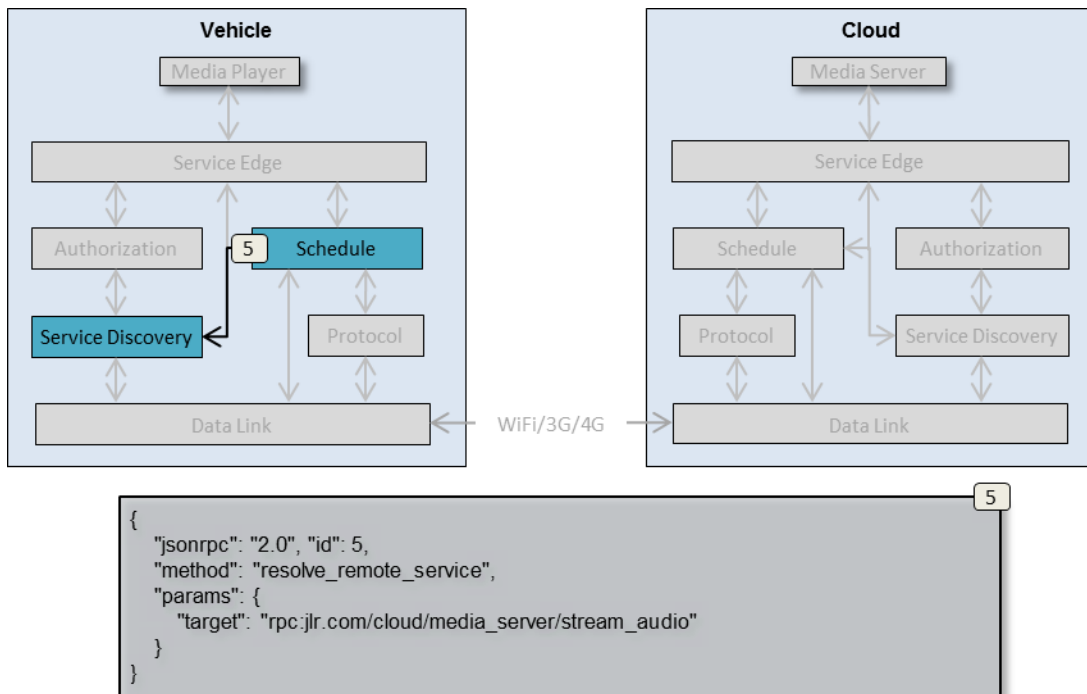 Vehicle
Cloud
Media Player
Media Server
Service Edge
Service Edge
Authorization
5
Schedule
Schedule
Authorization
Service Discovery
Protocol
Protocol
Service Discovery
Data Link
WiFi/3G/4G
Data Link
5
{
"jsonrpc": "2.0", "id": 5,
"method": "resolve_remote_service",
"params": {
"target": "rpc:jlr.com/cloud/media_server/stream_audio"
}
}